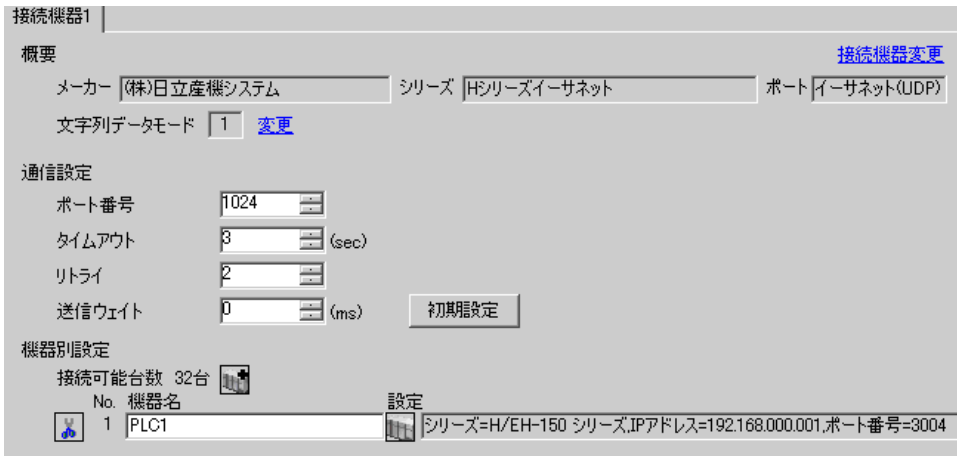 接続機器1
概要 接続機器変更
メーカー (株)日立産機システム シリーズ Hシリーズイーサネット ポート イーサネット(UDP)
文字列データモード 1 変更
通信設定
ポート番号 1024
タイムアウト 3 (sec)
リトライ 2
送信ウェイト 0 (ms) 初期設定
機器別設定
接続可能台数 32台
No. 機器名 設定
1 PLC1 シリーズ=H/EH-150 シリーズ,IPアドレス=192.168.000.001,ポート番号=3004